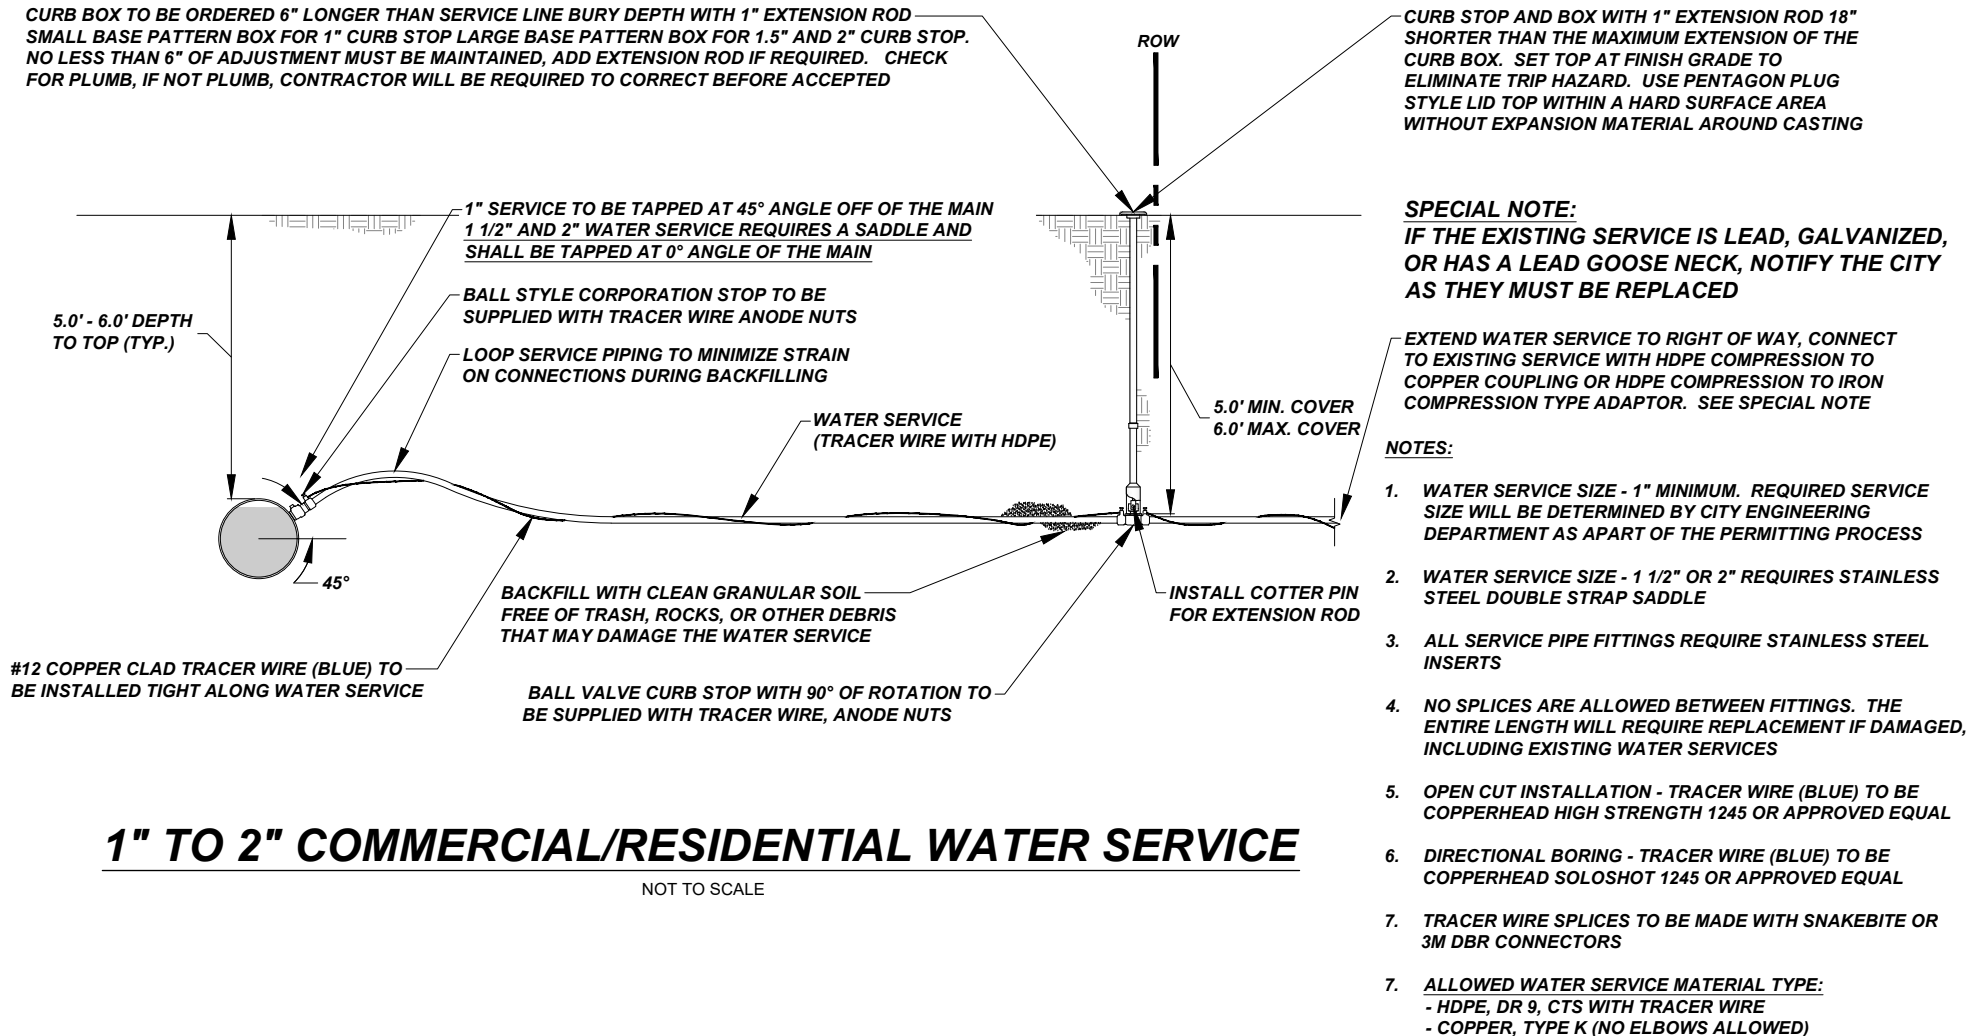 CURB BOX TO BE ORDERED 6" LONGER THAN SERVICE LINE BURY DEPTH WITH 1" EXTENSION ROD
SMALL BASE PATTERN BOX FOR 1" CURB STOP LARGE BASE PATTERN BOX FOR 1.5" AND 2" CURB STOP.
NO LESS THAN 6" OF ADJUSTMENT MUST BE MAINTAINED, ADD EXTENSION ROD IF REQUIRED. CHECK
FOR PLUMB, IF NOT PLUMB, CONTRACTOR WILL BE REQUIRED TO CORRECT BEFORE ACCEPTED
ROW
CURB STOP AND BOX WITH 1" EXTENSION ROD 18"
SHORTER THAN THE MAXIMUM EXTENSION OF THE
CURB BOX. SET TOP AT FINISH GRADE TO
ELIMINATE TRIP HAZARD. USE PENTAGON PLUG
STYLE LID TOP WITHIN A HARD SURFACE AREA
WITHOUT EXPANSION MATERIAL AROUND CASTING
1" SERVICE TO BE TAPPED AT 45° ANGLE OFF OF THE MAIN
1 1/2" AND 2" WATER SERVICE REQUIRES A SADDLE AND
SHALL BE TAPPED AT 0° ANGLE OF THE MAIN
BALL STYLE CORPORATION STOP TO BE
SUPPLIED WITH TRACER WIRE ANODE NUTS
5.0' - 6.0' DEPTH
TO TOP (TYP.)
LOOP SERVICE PIPING TO MINIMIZE STRAIN
ON CONNECTIONS DURING BACKFILLING
WATER SERVICE
(TRACER WIRE WITH HDPE)
5.0' MIN. COVER
6.0' MAX. COVER
45°
BACKFILL WITH CLEAN GRANULAR SOIL
FREE OF TRASH, ROCKS, OR OTHER DEBRIS
THAT MAY DAMAGE THE WATER SERVICE
INSTALL COTTER PIN
FOR EXTENSION ROD
#12 COPPER CLAD TRACER WIRE (BLUE) TO
BE INSTALLED TIGHT ALONG WATER SERVICE
BALL VALVE CURB STOP WITH 90° OF ROTATION TO
BE SUPPLIED WITH TRACER WIRE, ANODE NUTS
SPECIAL NOTE:
IF THE EXISTING SERVICE IS LEAD, GALVANIZED,
OR HAS A LEAD GOOSE NECK, NOTIFY THE CITY
AS THEY MUST BE REPLACED
EXTEND WATER SERVICE TO RIGHT OF WAY, CONNECT
TO EXISTING SERVICE WITH HDPE COMPRESSION TO
COPPER COUPLING OR HDPE COMPRESSION TO IRON
COMPRESSION TYPE ADAPTOR. SEE SPECIAL NOTE
NOTES:
1. WATER SERVICE SIZE - 1" MINIMUM. REQUIRED SERVICE
SIZE WILL BE DETERMINED BY CITY ENGINEERING
DEPARTMENT AS APART OF THE PERMITTING PROCESS
2. WATER SERVICE SIZE - 1 1/2" OR 2" REQUIRES STAINLESS
STEEL DOUBLE STRAP SADDLE
3. ALL SERVICE PIPE FITTINGS REQUIRE STAINLESS STEEL
INSERTS
4. NO SPLICES ARE ALLOWED BETWEEN FITTINGS. THE
ENTIRE LENGTH WILL REQUIRE REPLACEMENT IF DAMAGED,
INCLUDING EXISTING WATER SERVICES
5. OPEN CUT INSTALLATION - TRACER WIRE (BLUE) TO BE
COPPERHEAD HIGH STRENGTH 1245 OR APPROVED EQUAL
6. DIRECTIONAL BORING - TRACER WIRE (BLUE) TO BE
COPPERHEAD SOLOSHOT 1245 OR APPROVED EQUAL
7. TRACER WIRE SPLICES TO BE MADE WITH SNAKEBITE OR
3M DBR CONNECTORS
7. ALLOWED WATER SERVICE MATERIAL TYPE:
- HDPE, DR 9, CTS WITH TRACER WIRE
- COPPER, TYPE K (NO ELBOWS ALLOWED)
1" TO 2" COMMERCIAL/RESIDENTIAL WATER SERVICE
NOT TO SCALE